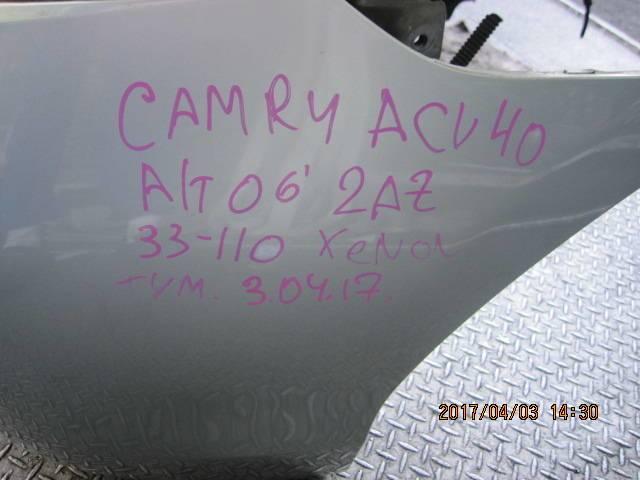 CAMRY ACV40
A/T 06' 2AZ
33-110 XeNON
ТУМ. 3.04.17.
2017/04/03 14:30